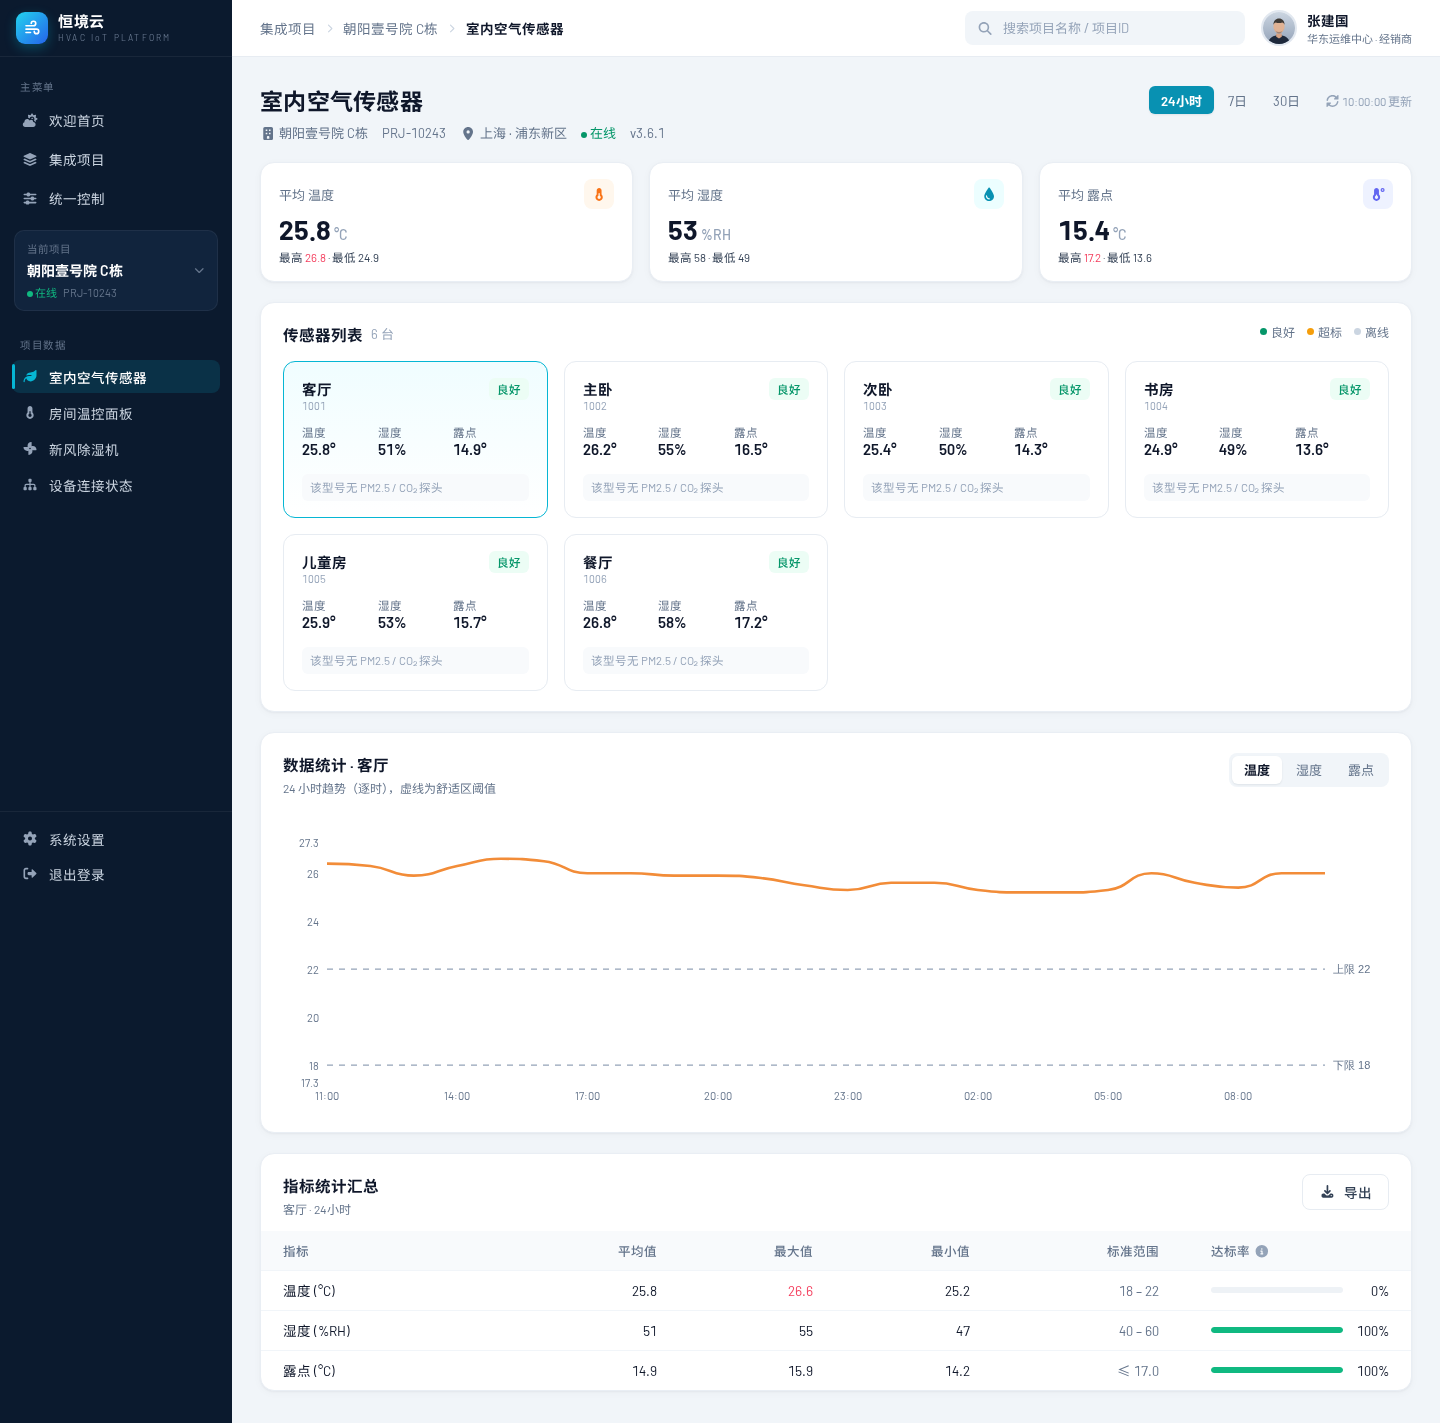 恒境云
HVAC IoT PLATFORM
主菜单
欢迎首页
集成项目
统一控制
当前项目
朝阳壹号院 C栋
在线 PRJ-10243
项目数据
室内空气传感器
房间温控面板
新风除湿机
设备连接状态
系统设置
退出登录
集成项目 朝阳壹号院 C栋 室内空气传感器
搜索项目名称 / 项目ID
张建国
华东运维中心 · 经销商
室内空气传感器
24小时 7日 30日 10:00:00 更新
朝阳壹号院 C栋 PRJ-10243 上海 · 浦东新区 在线 v3.6.1
平均 温度
25.8 °C
最高 26.8 · 最低 24.9
平均 湿度
53 %RH
最高 58 · 最低 49
平均 露点
15.4 °C
最高 17.2 · 最低 13.6
传感器列表 6 台
良好 超标 离线
客厅 良好
1001
温度 湿度 露点
25.8° 51% 14.9°
该型号无 PM2.5 / CO₂ 探头
主卧 良好
1002
温度 湿度 露点
26.2° 55% 16.5°
该型号无 PM2.5 / CO₂ 探头
次卧 良好
1003
温度 湿度 露点
25.4° 50% 14.3°
该型号无 PM2.5 / CO₂ 探头
书房 良好
1004
温度 湿度 露点
24.9° 49% 13.6°
该型号无 PM2.5 / CO₂ 探头
儿童房 良好
1005
温度 湿度 露点
25.9° 53% 15.7°
该型号无 PM2.5 / CO₂ 探头
餐厅 良好
1006
温度 湿度 露点
26.8° 58% 17.2°
该型号无 PM2.5 / CO₂ 探头
数据统计 · 客厅
24 小时趋势（逐时），虚线为舒适区阈值
温度 湿度 露点
27.3
26
24
22
上限 22
20
18
下限 18
17.3
11:00 14:00 17:00 20:00 23:00 02:00 05:00 08:00
指标统计汇总
客厅 · 24小时
导出
指标 平均值 最大值 最小值 标准范围 达标率
温度 (°C) 25.8 26.6 25.2 18 – 22 0%
湿度 (%RH) 51 55 47 40 – 60 100%
露点 (°C) 14.9 15.9 14.2 ≤ 17.0 100%